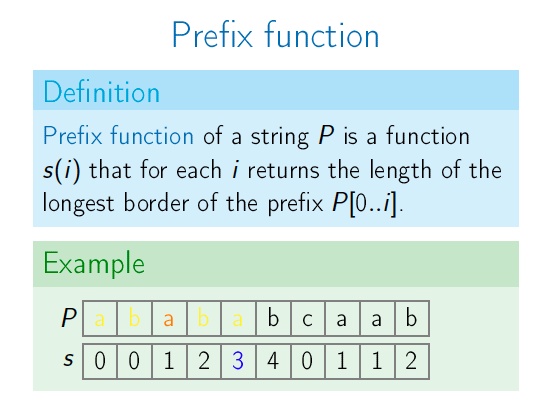 Prefix function
Definition
Prefix function of a string P is a function
s(i) that for each i returns the length of the
longest border of the prefix P[0..i].
Example
P a b a b a b c a a b
s 0 0 1 2 3 4 0 1 1 2